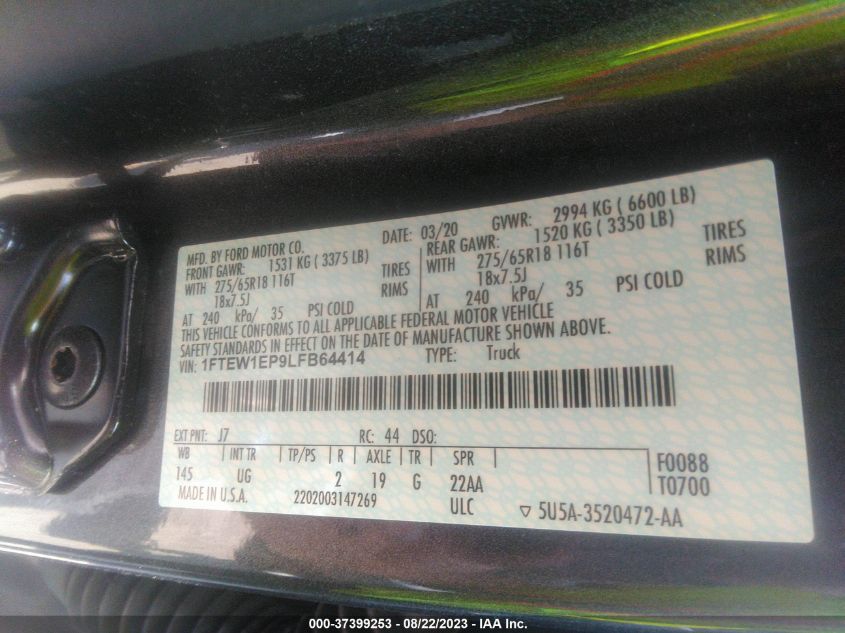 MFD. BY FORD MOTOR CO.
DATE: 03/20 GVWR: 2994 KG ( 6600 LB)
FRONT GAWR: 1531 KG ( 3375 LB) REAR GAWR: 1520 KG ( 3350 LB)
WITH 275/65R18 116T TIRES WITH 275/65R18 116T TIRES
18x7.5J RIMS 18x7.5J RIMS
AT 240 kPa/ 35 PSI COLD AT 240 kPa/ 35 PSI COLD
THIS VEHICLE CONFORMS TO ALL APPLICABLE FEDERAL MOTOR VEHICLE
SAFETY STANDARDS IN EFFECT ON THE DATE OF MANUFACTURE SHOWN ABOVE.
VIN: 1FTEW1EP9LFB64414 TYPE: Truck
EXT PNT: J7 RC: 44 DSO:
WB INT TR TP/PS R AXLE TR SPR F0088
145 UG 2 19 G 22AA T0700
MADE IN U.S.A. 2202003147269 ULC ▽ 5U5A-3520472-AA
000-37399253 - 08/22/2023 - IAA Inc.